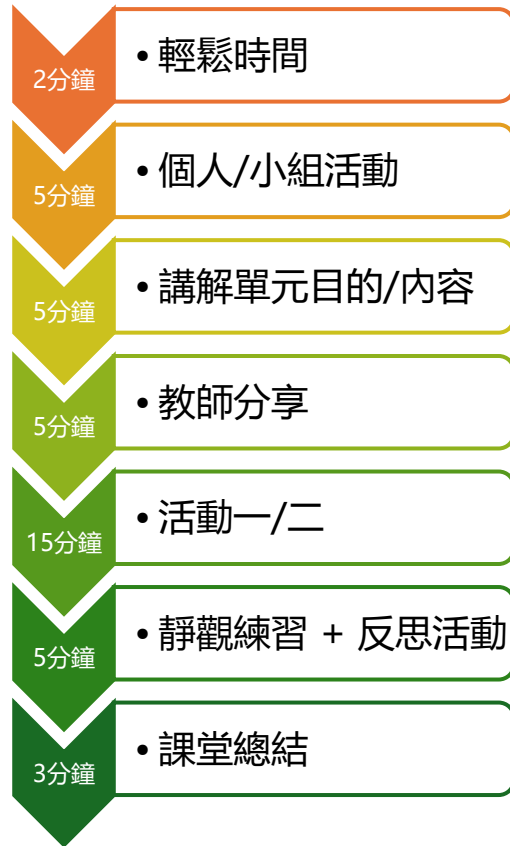 2分鐘
• 輕鬆時間
5分鐘
• 個人/小組活動
5分鐘
• 講解單元目的/內容
5分鐘
• 教師分享
15分鐘
• 活動一/二
5分鐘
• 靜觀練習 + 反思活動
3分鐘
• 課堂總結